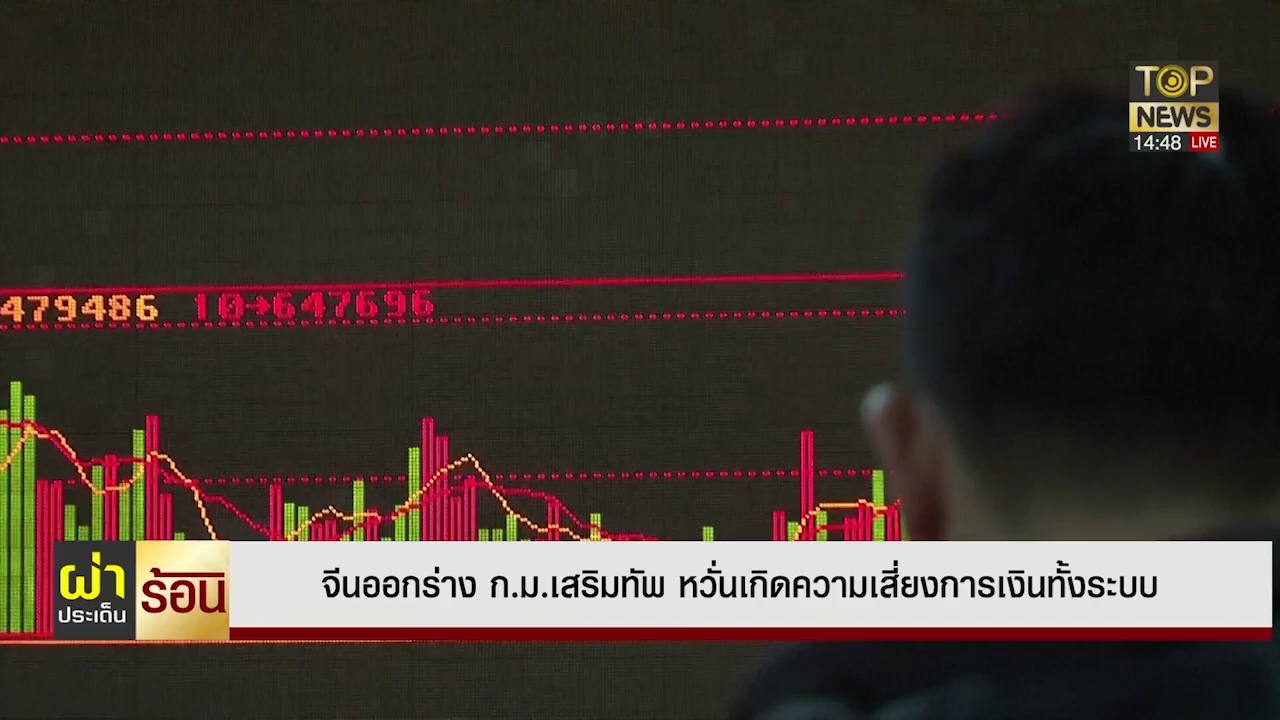 TOP
NEWS
14:48 LIVE
479486 10→647696
ผ่า
ประเด็น
ร้อน
จีนออกร่าง ก.ม.เสริมทัพ หวั่นเกิดความเสี่ยงการเงินทั้งระบบ